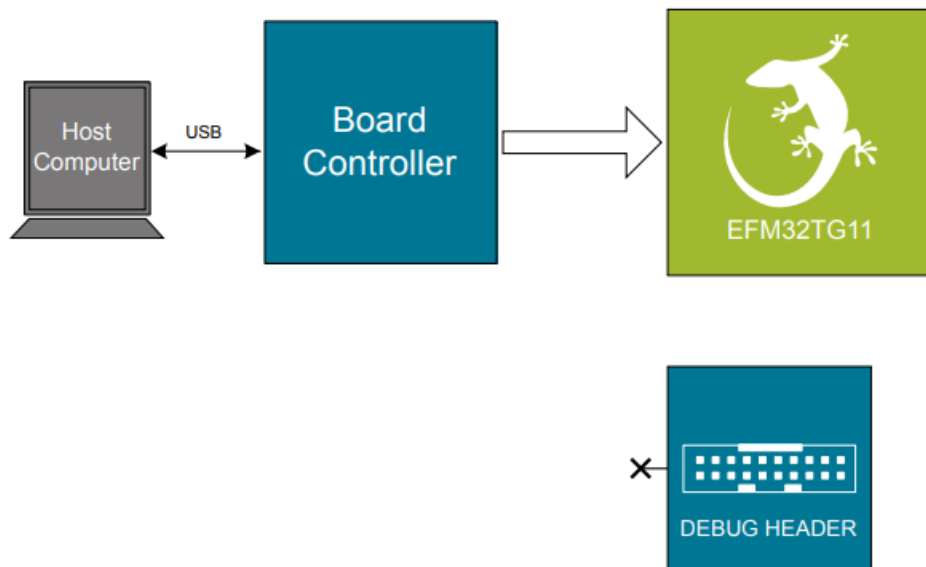 Host
Computer
USB
Board
Controller
EFM32TG11
DEBUG HEADER